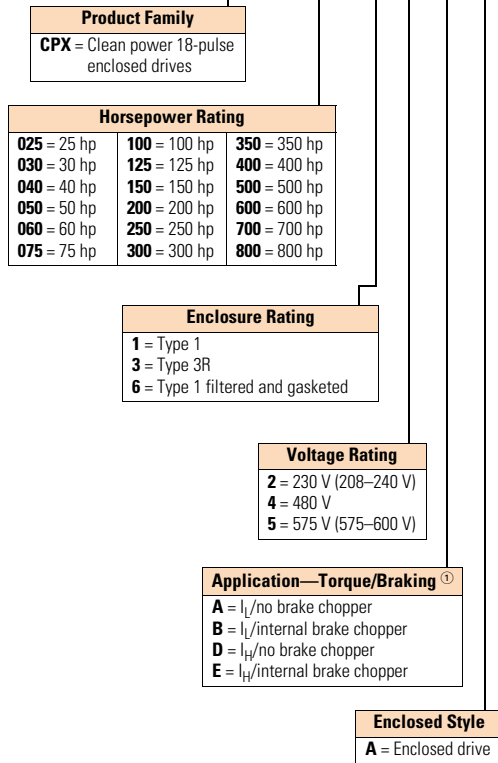 Product Family
CPX = Clean power 18-pulse
enclosed drives
Horsepower Rating
025 = 25 hp
030 = 30 hp
040 = 40 hp
050 = 50 hp
060 = 60 hp
075 = 75 hp
100 = 100 hp
125 = 125 hp
150 = 150 hp
200 = 200 hp
250 = 250 hp
300 = 300 hp
350 = 350 hp
400 = 400 hp
500 = 500 hp
600 = 600 hp
700 = 700 hp
800 = 800 hp
Enclosure Rating
1 = Type 1
3 = Type 3R
6 = Type 1 filtered and gasketed
Voltage Rating
2 = 230 V (208–240 V)
4 = 480 V
5 = 575 V (575–600 V)
Application—Torque/Braking ①
A = IL/no brake chopper
B = IL/internal brake chopper
D = IH/no brake chopper
E = IH/internal brake chopper
Enclosed Style
A = Enclosed drive